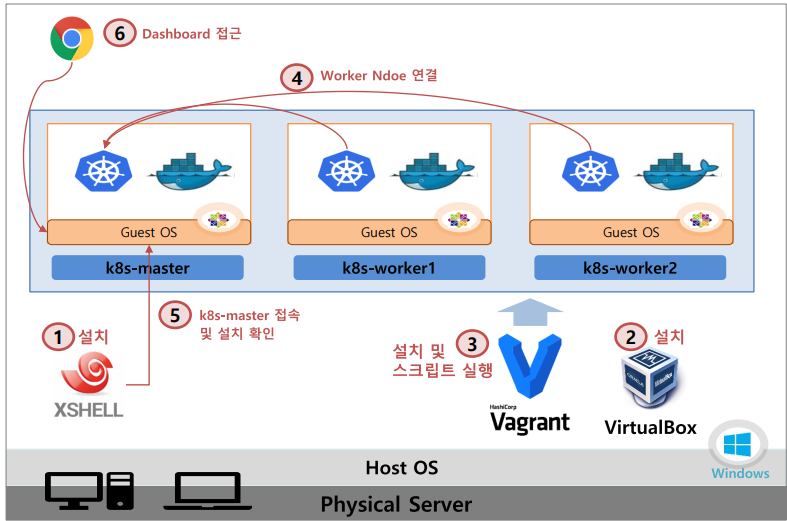 6 Dashboard 접근
4 Worker Ndoe 연결
Guest OS
Guest OS
Guest OS
k8s-master
k8s-worker1
k8s-worker2
5 k8s-master 접속
및 설치 확인
1 설치
XSHELL
3 설치 및
스크립트 실행
HashiCorp
Vagrant
2 설치
VirtualBox
Windows
Host OS
Physical Server